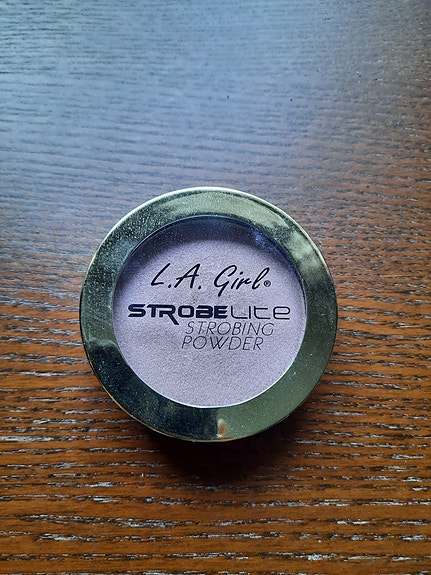 L.A. Girl®
STROBELITE
STROBING
POWDER